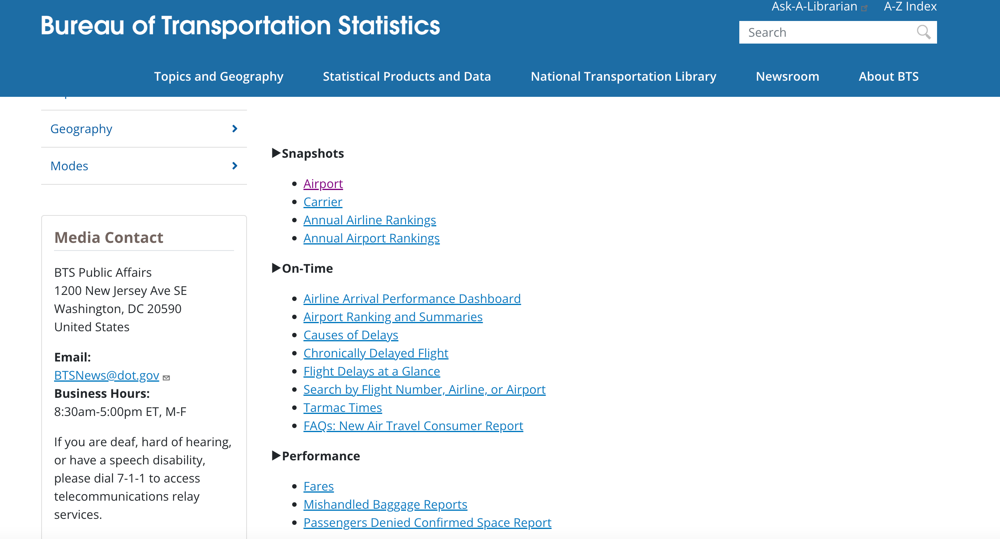 Ask-A-Librarian
A-Z Index
Bureau of Transportation Statistics
Search
Topics and Geography
Statistical Products and Data
National Transportation Library
Newsroom
About BTS
Geography
Modes
Media Contact
BTS Public Affairs
1200 New Jersey Ave SE
Washington, DC 20590
United States
Email:
BTSNews@dot.gov
Business Hours:
8:30am-5:00pm ET, M-F
If you are deaf, hard of hearing,
or have a speech disability,
please dial 7-1-1 to access
telecommunications relay
services.
Snapshots
Airport
Carrier
Annual Airline Rankings
Annual Airport Rankings
On-Time
Airline Arrival Performance Dashboard
Airport Ranking and Summaries
Causes of Delays
Chronically Delayed Flight
Flight Delays at a Glance
Search by Flight Number, Airline, or Airport
Tarmac Times
FAQs: New Air Travel Consumer Report
Performance
Fares
Mishandled Baggage Reports
Passengers Denied Confirmed Space Report